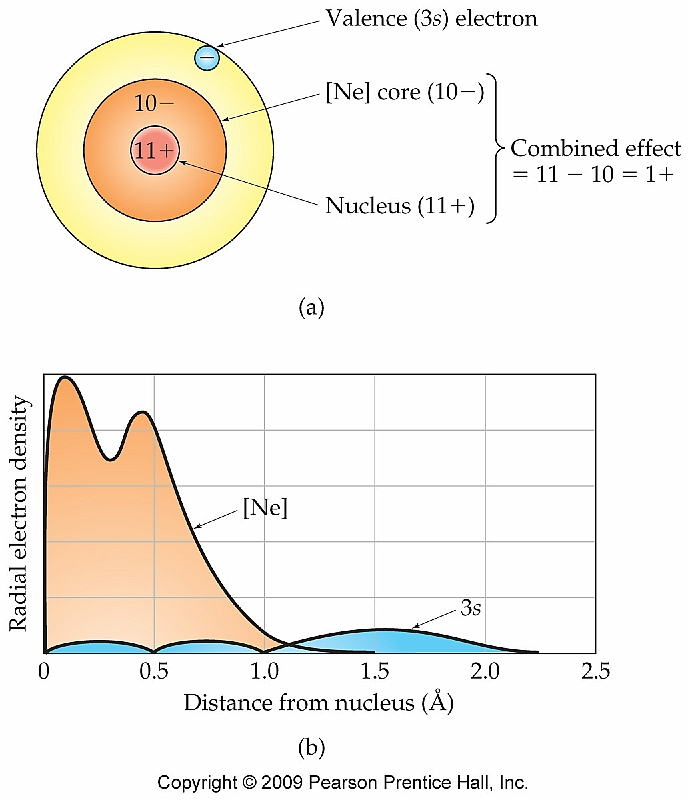 Valence (3s) electron
[Ne] core (10−)
10−
11+
−
Combined effect
= 11 − 10 = 1+
Nucleus (11+)
(a)
Radial electron density
[Ne]
3s
0 0.5 1.0 1.5 2.0 2.5
Distance from nucleus (Å)
(b)
Copyright © 2009 Pearson Prentice Hall, Inc.